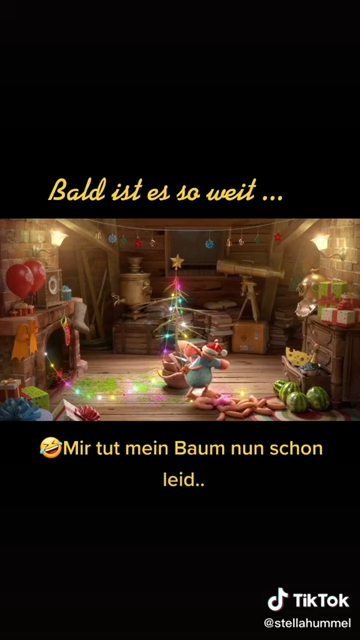 Bald ist es so weit ...
🤣Mir tut mein Baum nun schon
leid..
TikTok
@stellahummel